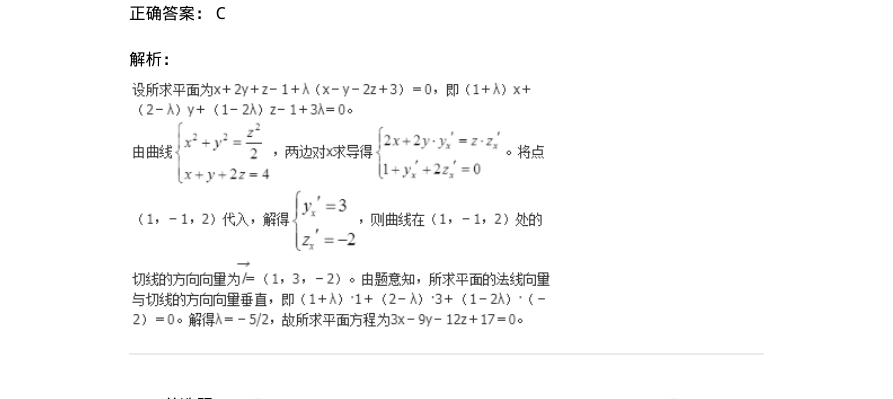 正确答案： C
解析：
设所求平面为x+2y+z-1+λ（x-y-2z+3）=0，即（1+λ）x+
（2-λ）y+（1-2λ）z-1+3λ=0。
由曲线{x²+y²=z²/2, x+y+2z=4，两边对x求导得{2x+2y·yₓ′=z·zₓ′, 1+yₓ′+2zₓ′=0。将点
（1，-1，2）代入，解得{yₓ′=3, zₓ′=-2，则曲线在（1，-1，2）处的
切线的方向向量为l→=（1，3，-2）。由题意知，所求平面的法线向量
与切线的方向向量垂直，即（1+λ）·1+（2-λ）·3+（1-2λ）·（-
2）=0。解得λ=-5/2，故所求平面方程为3x-9y-12z+17=0。